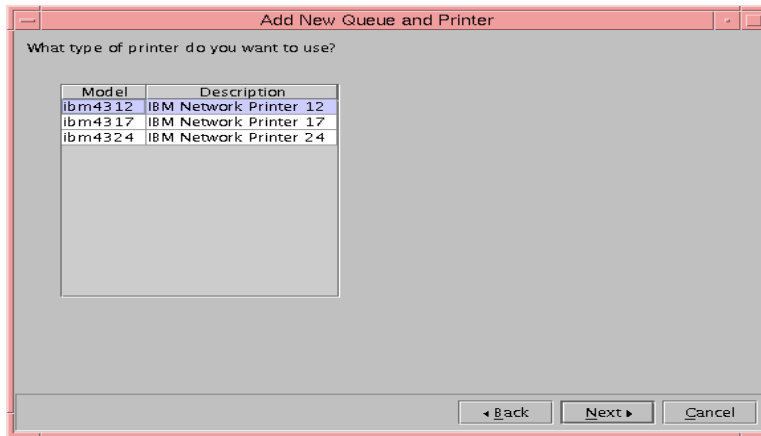 Add New Queue and Printer
What type of printer do you want to use?
Model Description
ibm4312 IBM Network Printer 12
ibm4317 IBM Network Printer 17
ibm4324 IBM Network Printer 24
Back Next Cancel